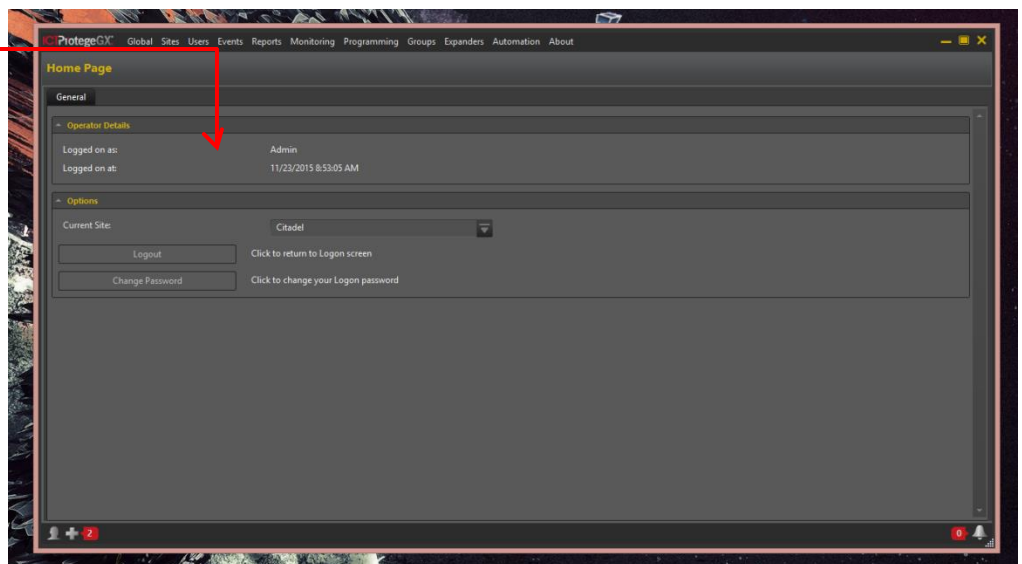 ICT ProtegeGX Global Sites Users Events Reports Monitoring Programming Groups Expanders Automation About
Home Page
General
Operator Details
Logged on as: Admin
Logged on at: 11/23/2015 8:53:05 AM
Options
Current Site: Citadel
Logout Click to return to Logon screen
Change Password Click to change your Logon password
2 0